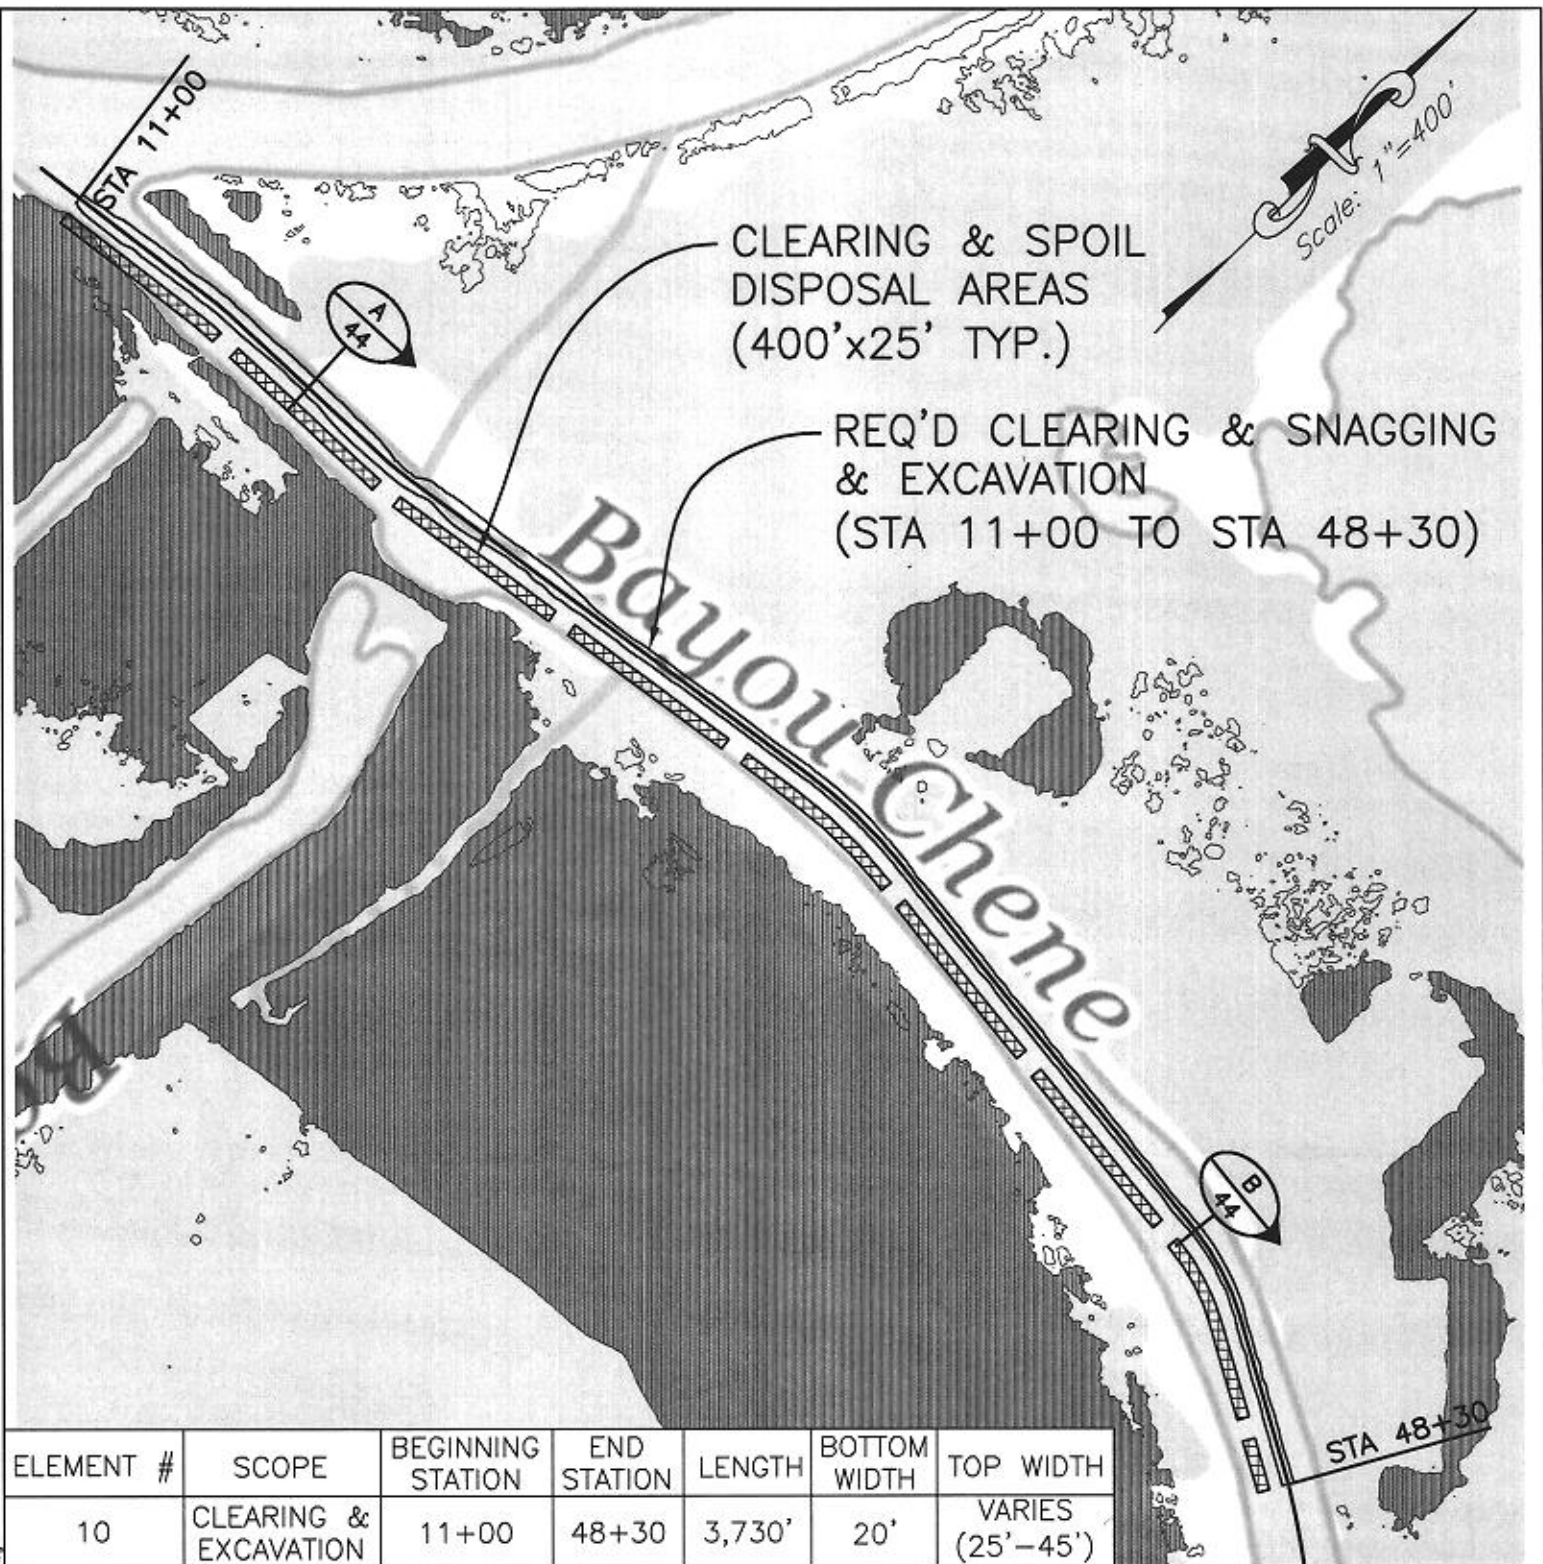 STA 11+00
Scale: 1"=400'
CLEARING & SPOIL
DISPOSAL AREAS
(400'x25' TYP.)
A
44
REQ'D CLEARING & SNAGGING
& EXCAVATION
(STA 11+00 TO STA 48+30)
Bayou Chene
B
44
STA 48+30
ELEMENT # SCOPE BEGINNING STATION END STATION LENGTH BOTTOM WIDTH TOP WIDTH
10 CLEARING & EXCAVATION 11+00 48+30 3,730' 20' VARIES (25'-45')